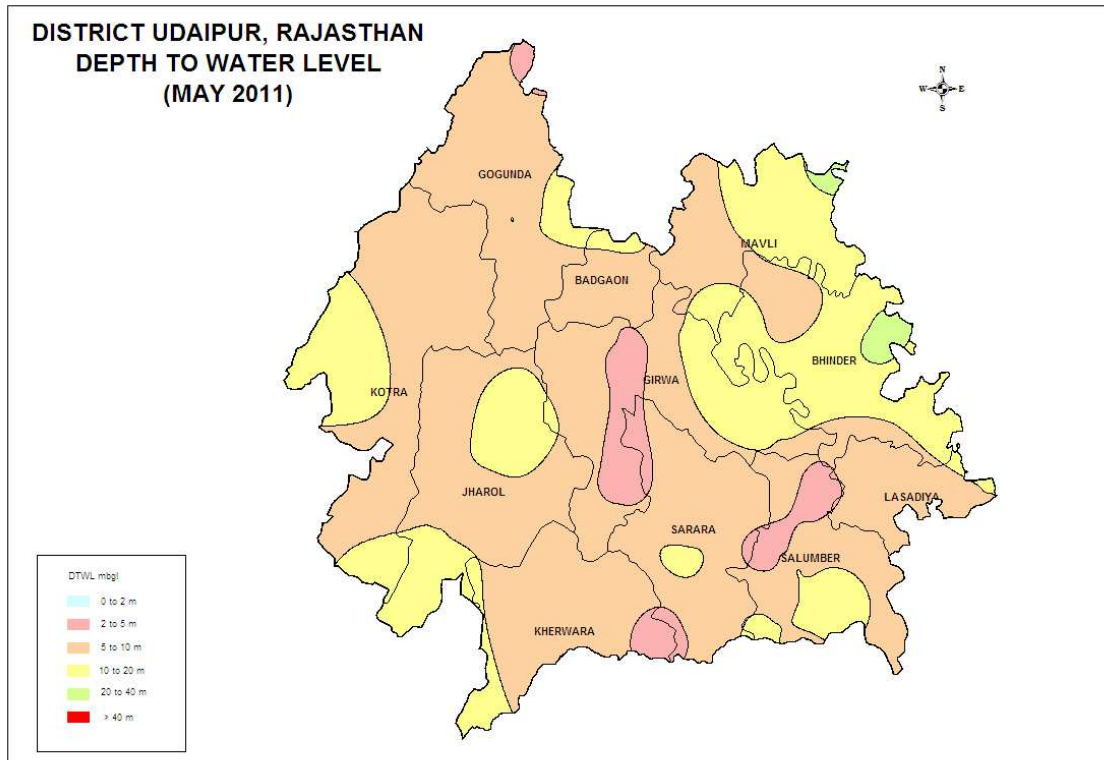 DISTRICT UDAIPUR, RAJASTHAN
DEPTH TO WATER LEVEL
(MAY 2011)
N
W E
S
GOGUNDA
MAVLI
BADGAON
BHINDER
GIRWA
KOTRA
JHAROL
LASADIYA
SARARA
SALUMBER
KHERWARA
DTWL mbgl
0 to 2 m
2 to 5 m
5 to 10 m
10 to 20 m
20 to 40 m
> 40 m